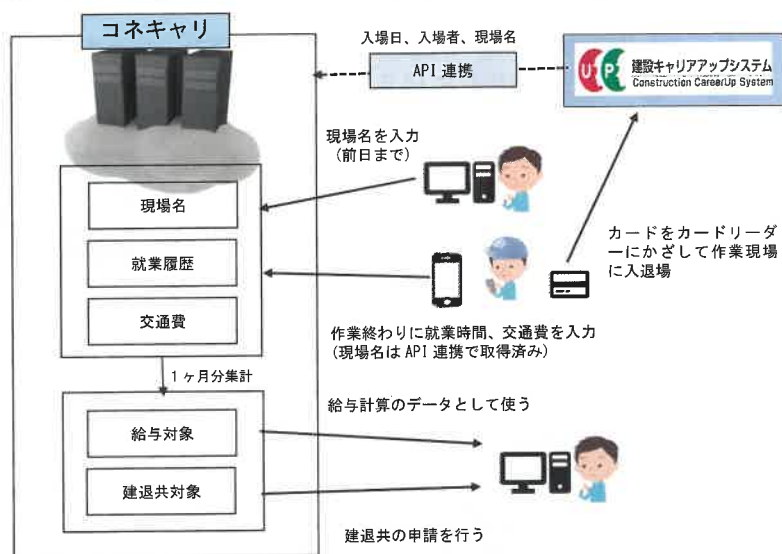 コネキャリ
入場日、入場者、現場名
API 連携
建設キャリアアップシステム
Construction CareerUp System
現場名を入力
(前日まで)
現場名
就業履歴
交通費
カードをカードリーダ
ーにかざして作業現場
に入退場
作業終わりに就業時間、交通費を入力
(現場名は API 連携で取得済み)
1ヶ月分集計
給与計算のデータとして使う
給与対象
建退共対象
建退共の申請を行う